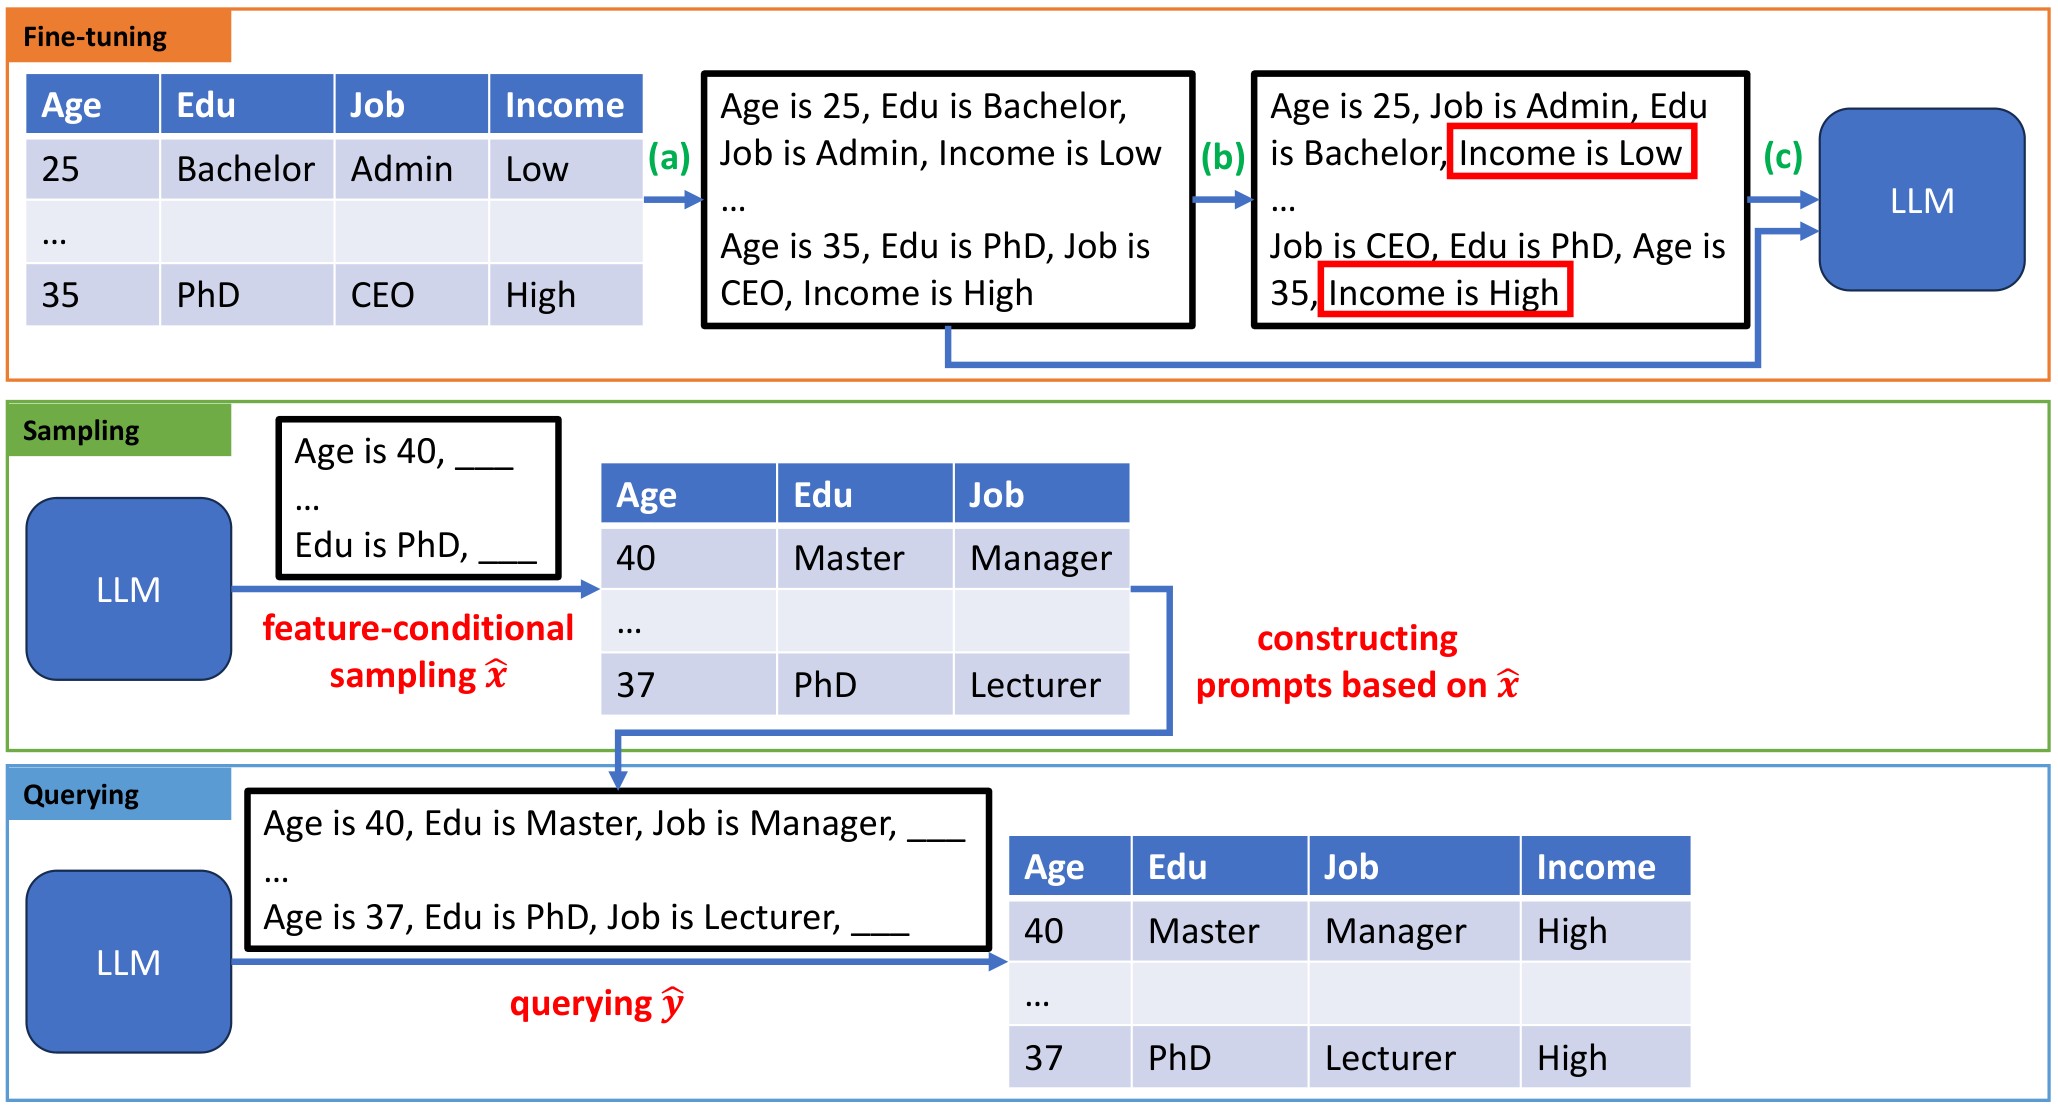 Fine-tuning
Age Edu Job Income
25 Bachelor Admin Low
...
35 PhD CEO High
(a)
Age is 25, Edu is Bachelor,
Job is Admin, Income is Low
...
Age is 35, Edu is PhD, Job is
CEO, Income is High
(b)
Age is 25, Job is Admin, Edu
is Bachelor, Income is Low
...
Job is CEO, Edu is PhD, Age is
35, Income is High
(c)
LLM
Sampling
LLM
Age is 40, ___
...
Edu is PhD, ___
feature-conditional
sampling x̂
Age Edu Job
40 Master Manager
...
37 PhD Lecturer
constructing
prompts based on x̂
Querying
LLM
Age is 40, Edu is Master, Job is Manager, ___
...
Age is 37, Edu is PhD, Job is Lecturer, ___
querying ŷ
Age Edu Job Income
40 Master Manager High
...
37 PhD Lecturer High